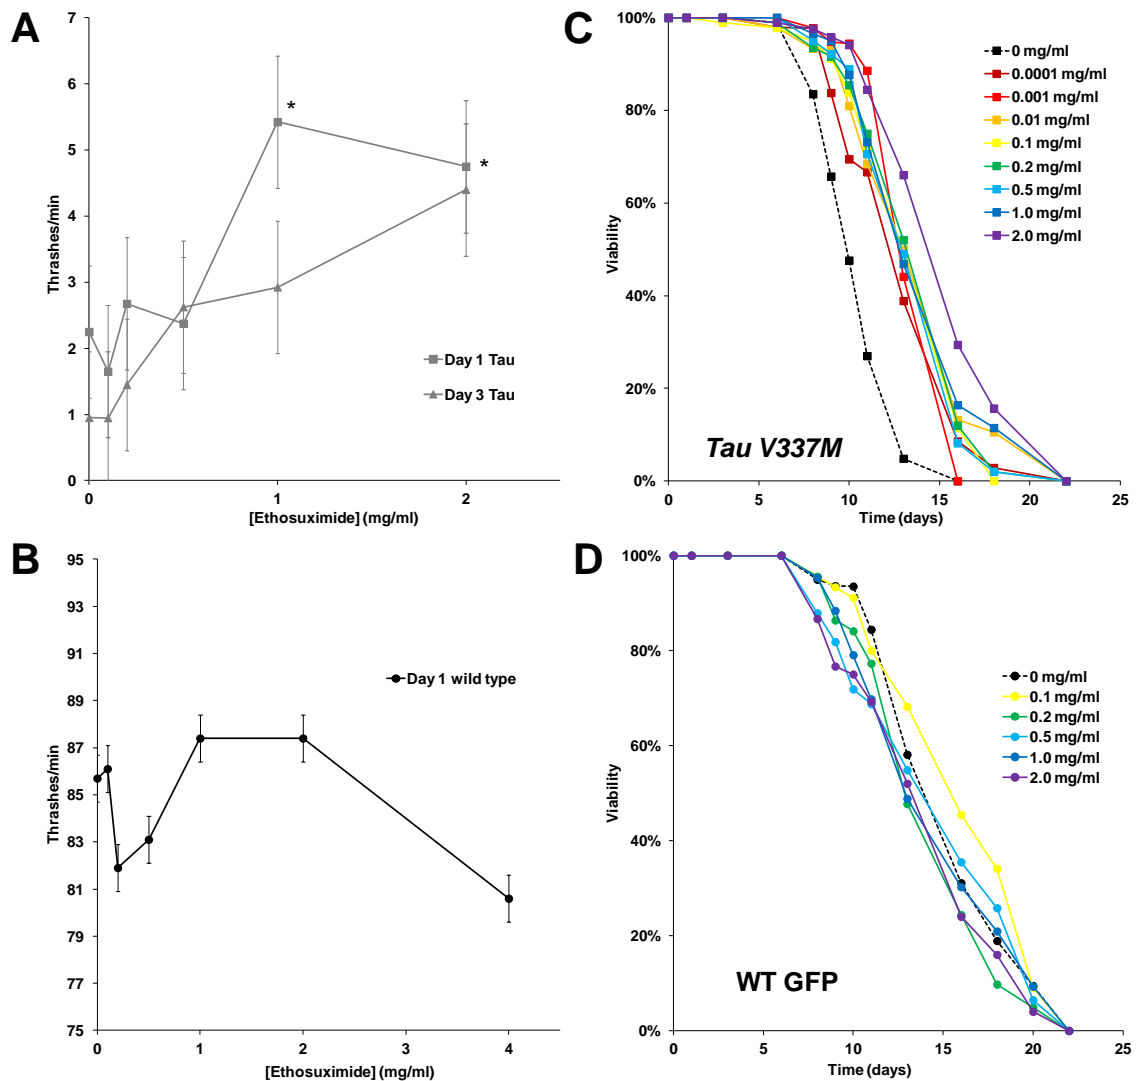 A
7
6
5
4
3
2
1
0
Thrashes/min
*
*
Day 1 Tau
Day 3 Tau
0
1
2
[Ethosuximide] (mg/ml)
C
100%
80%
60%
40%
20%
0%
Viability
0 mg/ml
0.0001 mg/ml
0.001 mg/ml
0.01 mg/ml
0.1 mg/ml
0.2 mg/ml
0.5 mg/ml
1.0 mg/ml
2.0 mg/ml
Tau V337M
0
5
10
15
20
25
Time (days)
B
95
93
91
89
87
85
83
81
79
77
75
Thrashes/min
Day 1 wild type
0
1
2
3
4
[Ethosuximide] (mg/ml)
D
100%
80%
60%
40%
20%
0%
Viability
0 mg/ml
0.1 mg/ml
0.2 mg/ml
0.5 mg/ml
1.0 mg/ml
2.0 mg/ml
WT GFP
0
5
10
15
20
25
Time (days)